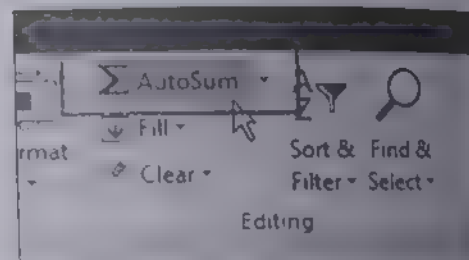 Σ AutoSum
Fill
rmat
Clear
Sort & Filter
Find & Select
Editing